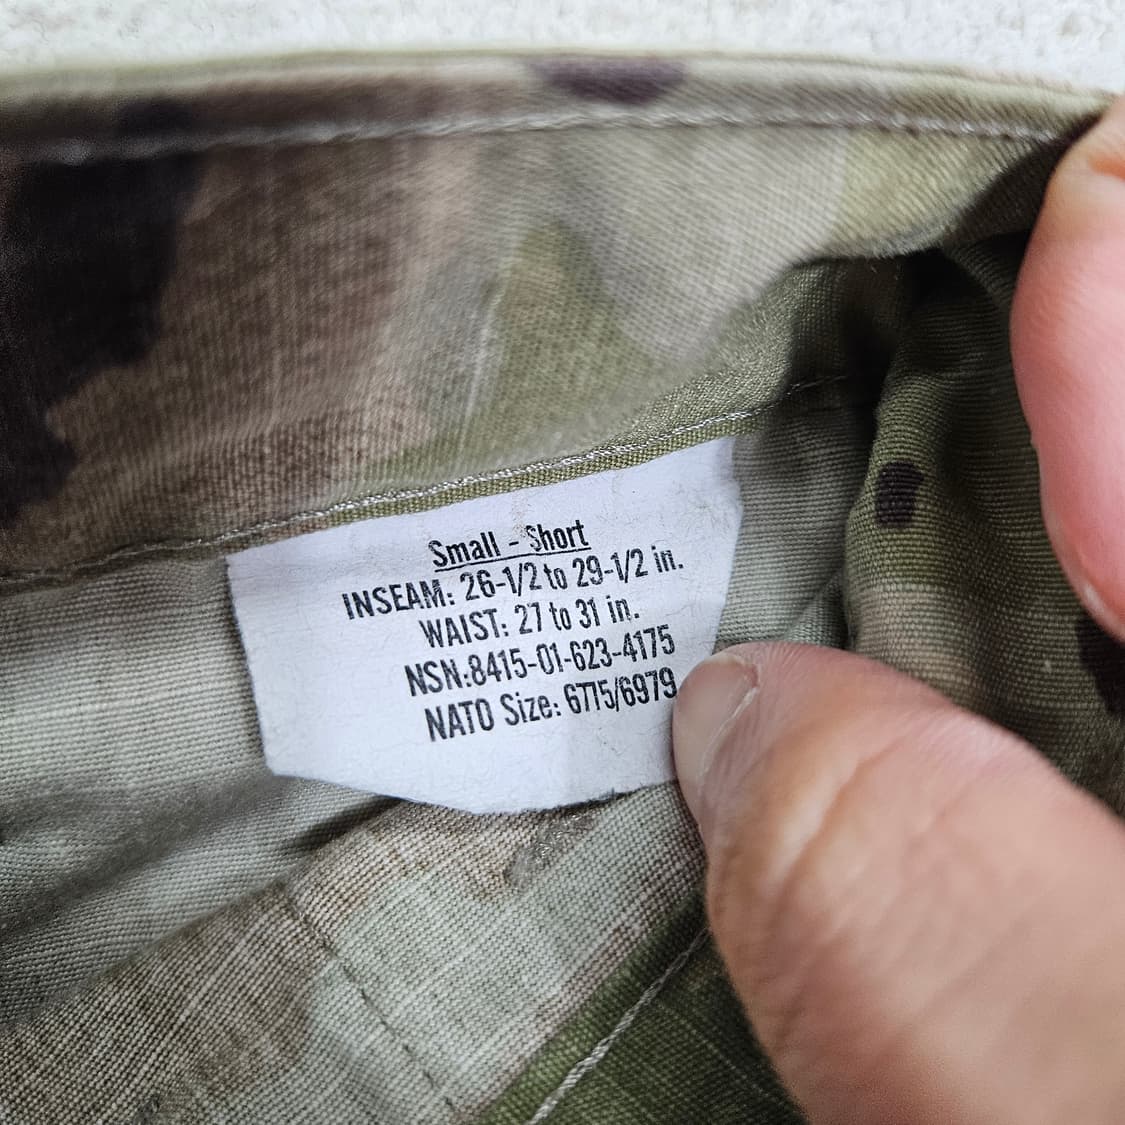 Small - Short
INSEAM: 26-1/2 to 29-1/2 in.
WAIST: 27 to 31 in.
NSN:8415-01-623-4175
NATO Size: 6775/6979